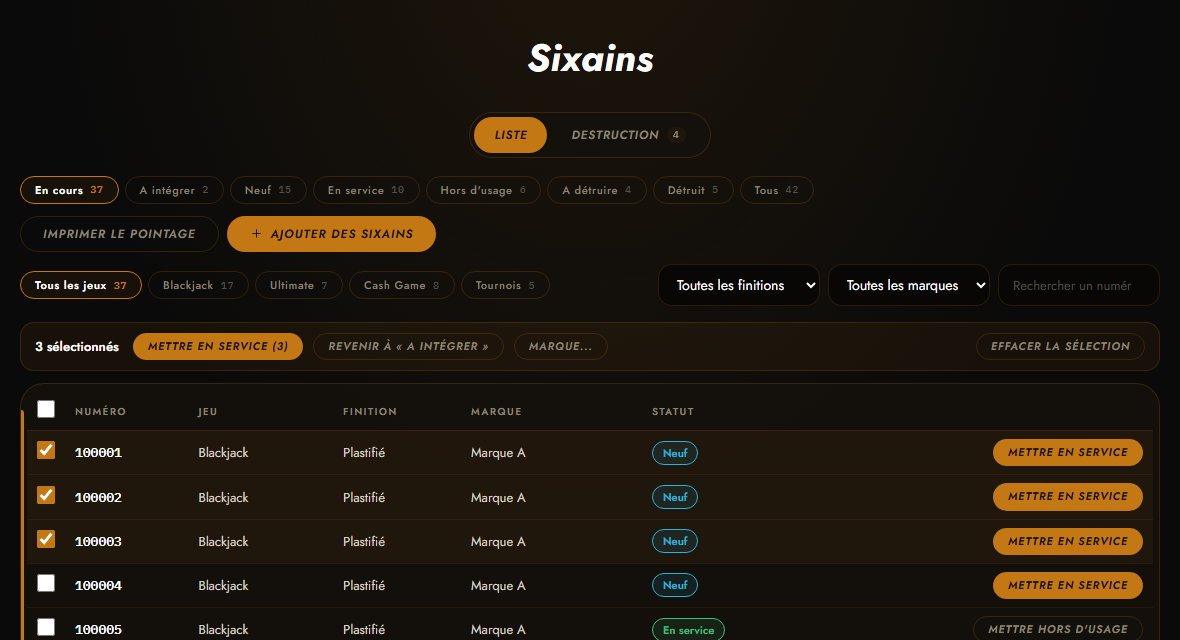 Sixains
LISTE DESTRUCTION 4
En cours 37 A intégrer 2 Neuf 15 En service 10 Hors d'usage 6 A détruire 4 Détruit 5 Tous 42
IMPRIMER LE POINTAGE + AJOUTER DES SIXAINS
Tous les jeux 37 Blackjack 17 Ultimate 7 Cash Game 8 Tournois 5 Toutes les finitions Toutes les marques Rechercher un numér
3 sélectionnés METTRE EN SERVICE (3) REVENIR À « A INTÉGRER » MARQUE... EFFACER LA SÉLECTION
NUMÉRO JEU FINITION MARQUE STATUT
100001 Blackjack Plastifié Marque A Neuf METTRE EN SERVICE
100002 Blackjack Plastifié Marque A Neuf METTRE EN SERVICE
100003 Blackjack Plastifié Marque A Neuf METTRE EN SERVICE
100004 Blackjack Plastifié Marque A Neuf METTRE EN SERVICE
100005 Blackjack Plastifié Marque A En service METTRE HORS D'USAGE